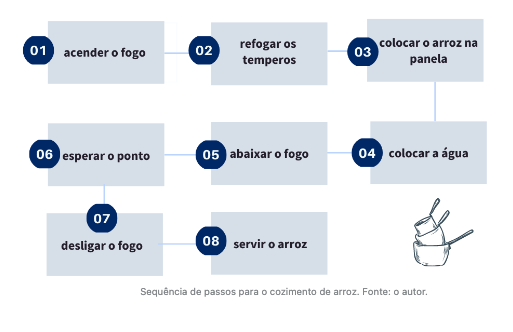 01
acender o fogo
02
refogar os
temperos
03
colocar o arroz na
panela
04
colocar a água
05
abaixar o fogo
06
esperar o ponto
07
desligar o fogo
08
servir o arroz
Sequência de passos para o cozimento de arroz. Fonte: o autor.